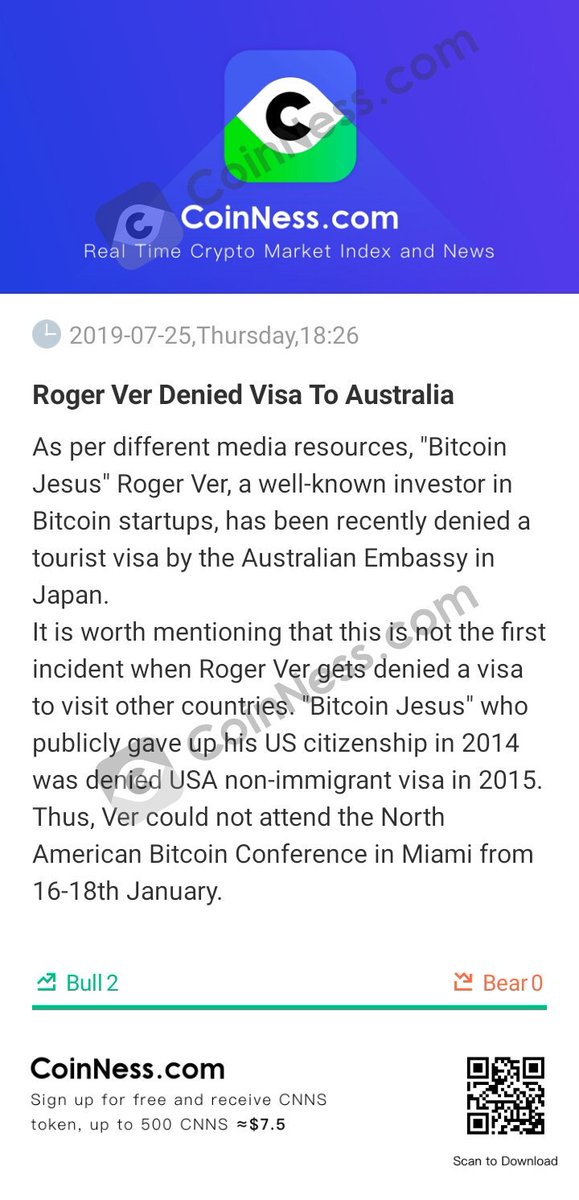 CoinNess.com
CoinNess.com
Real Time Crypto Market Index and News
2019-07-25,Thursday,18:26
Roger Ver Denied Visa To Australia
As per different media resources, "Bitcoin
Jesus" Roger Ver, a well-known investor in
Bitcoin startups, has been recently denied a
tourist visa by the Australian Embassy in
Japan.
It is worth mentioning that this is not the first
incident when Roger Ver gets denied a visa
to visit other countries. "Bitcoin Jesus" who
publicly gave up his US citizenship in 2014
was denied USA non-immigrant visa in 2015.
Thus, Ver could not attend the North
American Bitcoin Conference in Miami from
16-18th January.
CoinNess.com
Bull 2
Bear 0
CoinNess.com
Sign up for free and receive CNNS
token, up to 500 CNNS ≈$7.5
Scan to Download